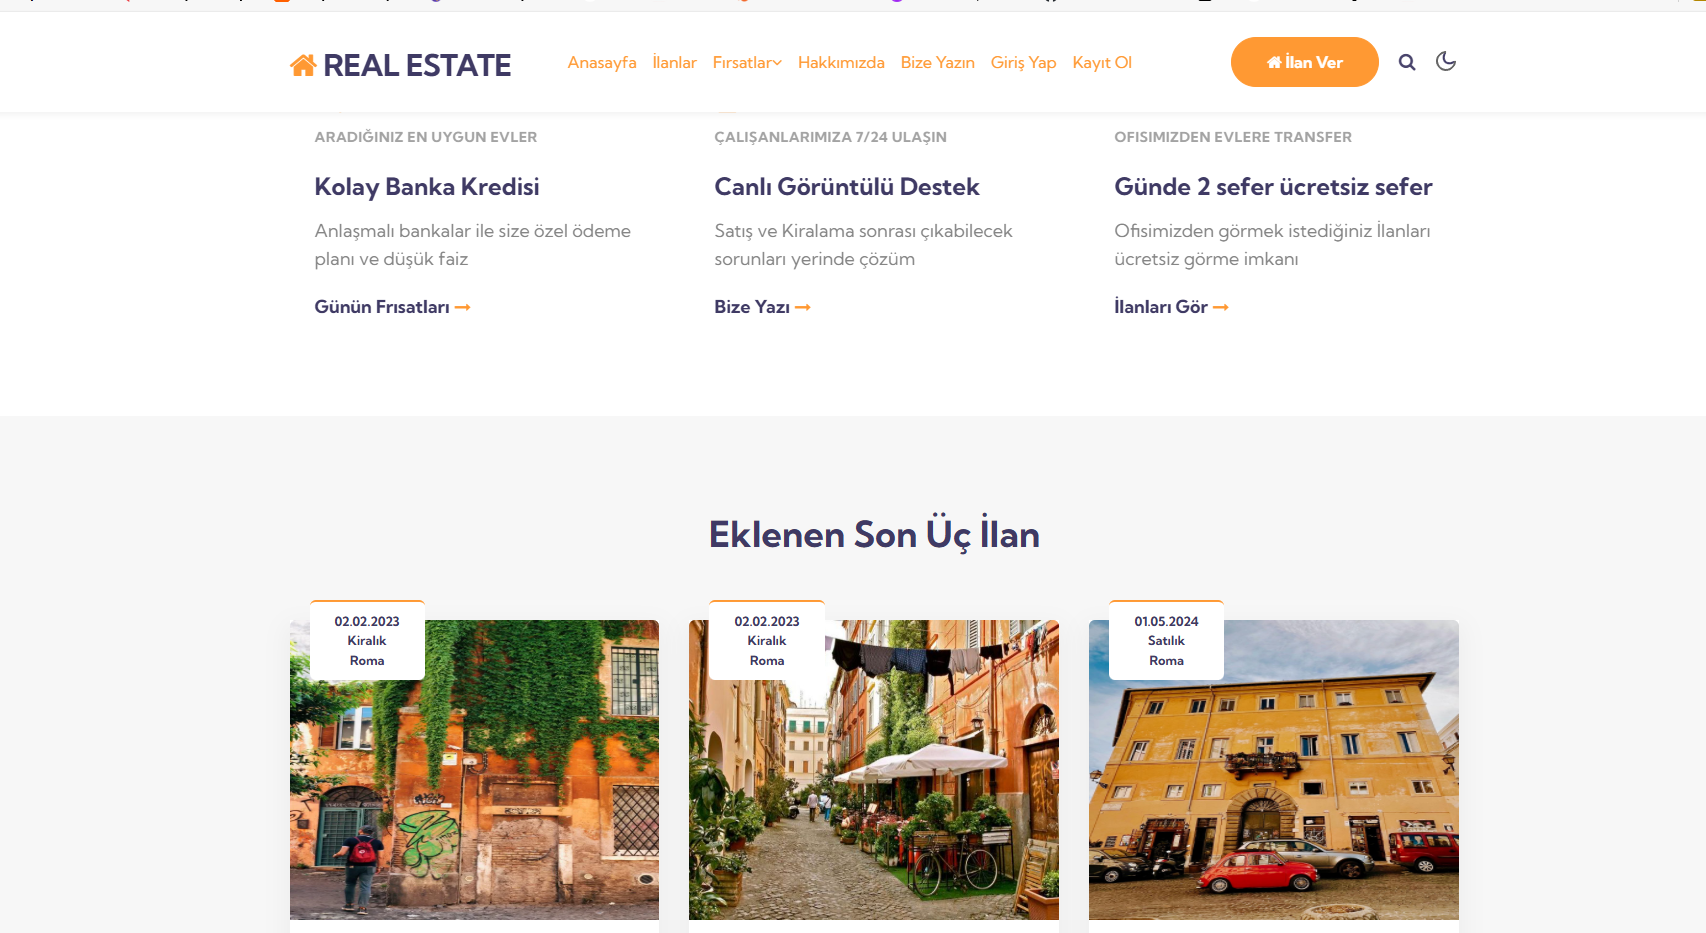 REAL ESTATE
Anasayfa İlanlar Fırsatlar Hakkımızda Bize Yazın Giriş Yap Kayıt Ol
İlan Ver
ARADIĞINIZ EN UYGUN EVLER
Kolay Banka Kredisi
Anlaşmalı bankalar ile size özel ödeme
planı ve düşük faiz
Günün Frısatları
ÇALIŞANLARIMIZA 7/24 ULAŞIN
Canlı Görüntülü Destek
Satış ve Kiralama sonrası çıkabilecek
sorunları yerinde çözüm
Bize Yazı
OFISIMIZDEN EVLERE TRANSFER
Günde 2 sefer ücretsiz sefer
Ofisimizden görmek istediğiniz İlanları
ücretsiz görme imkanı
İlanları Gör
Eklenen Son Üç İlan
02.02.2023
Kiralık
Roma
02.02.2023
Kiralık
Roma
01.05.2024
Satılık
Roma